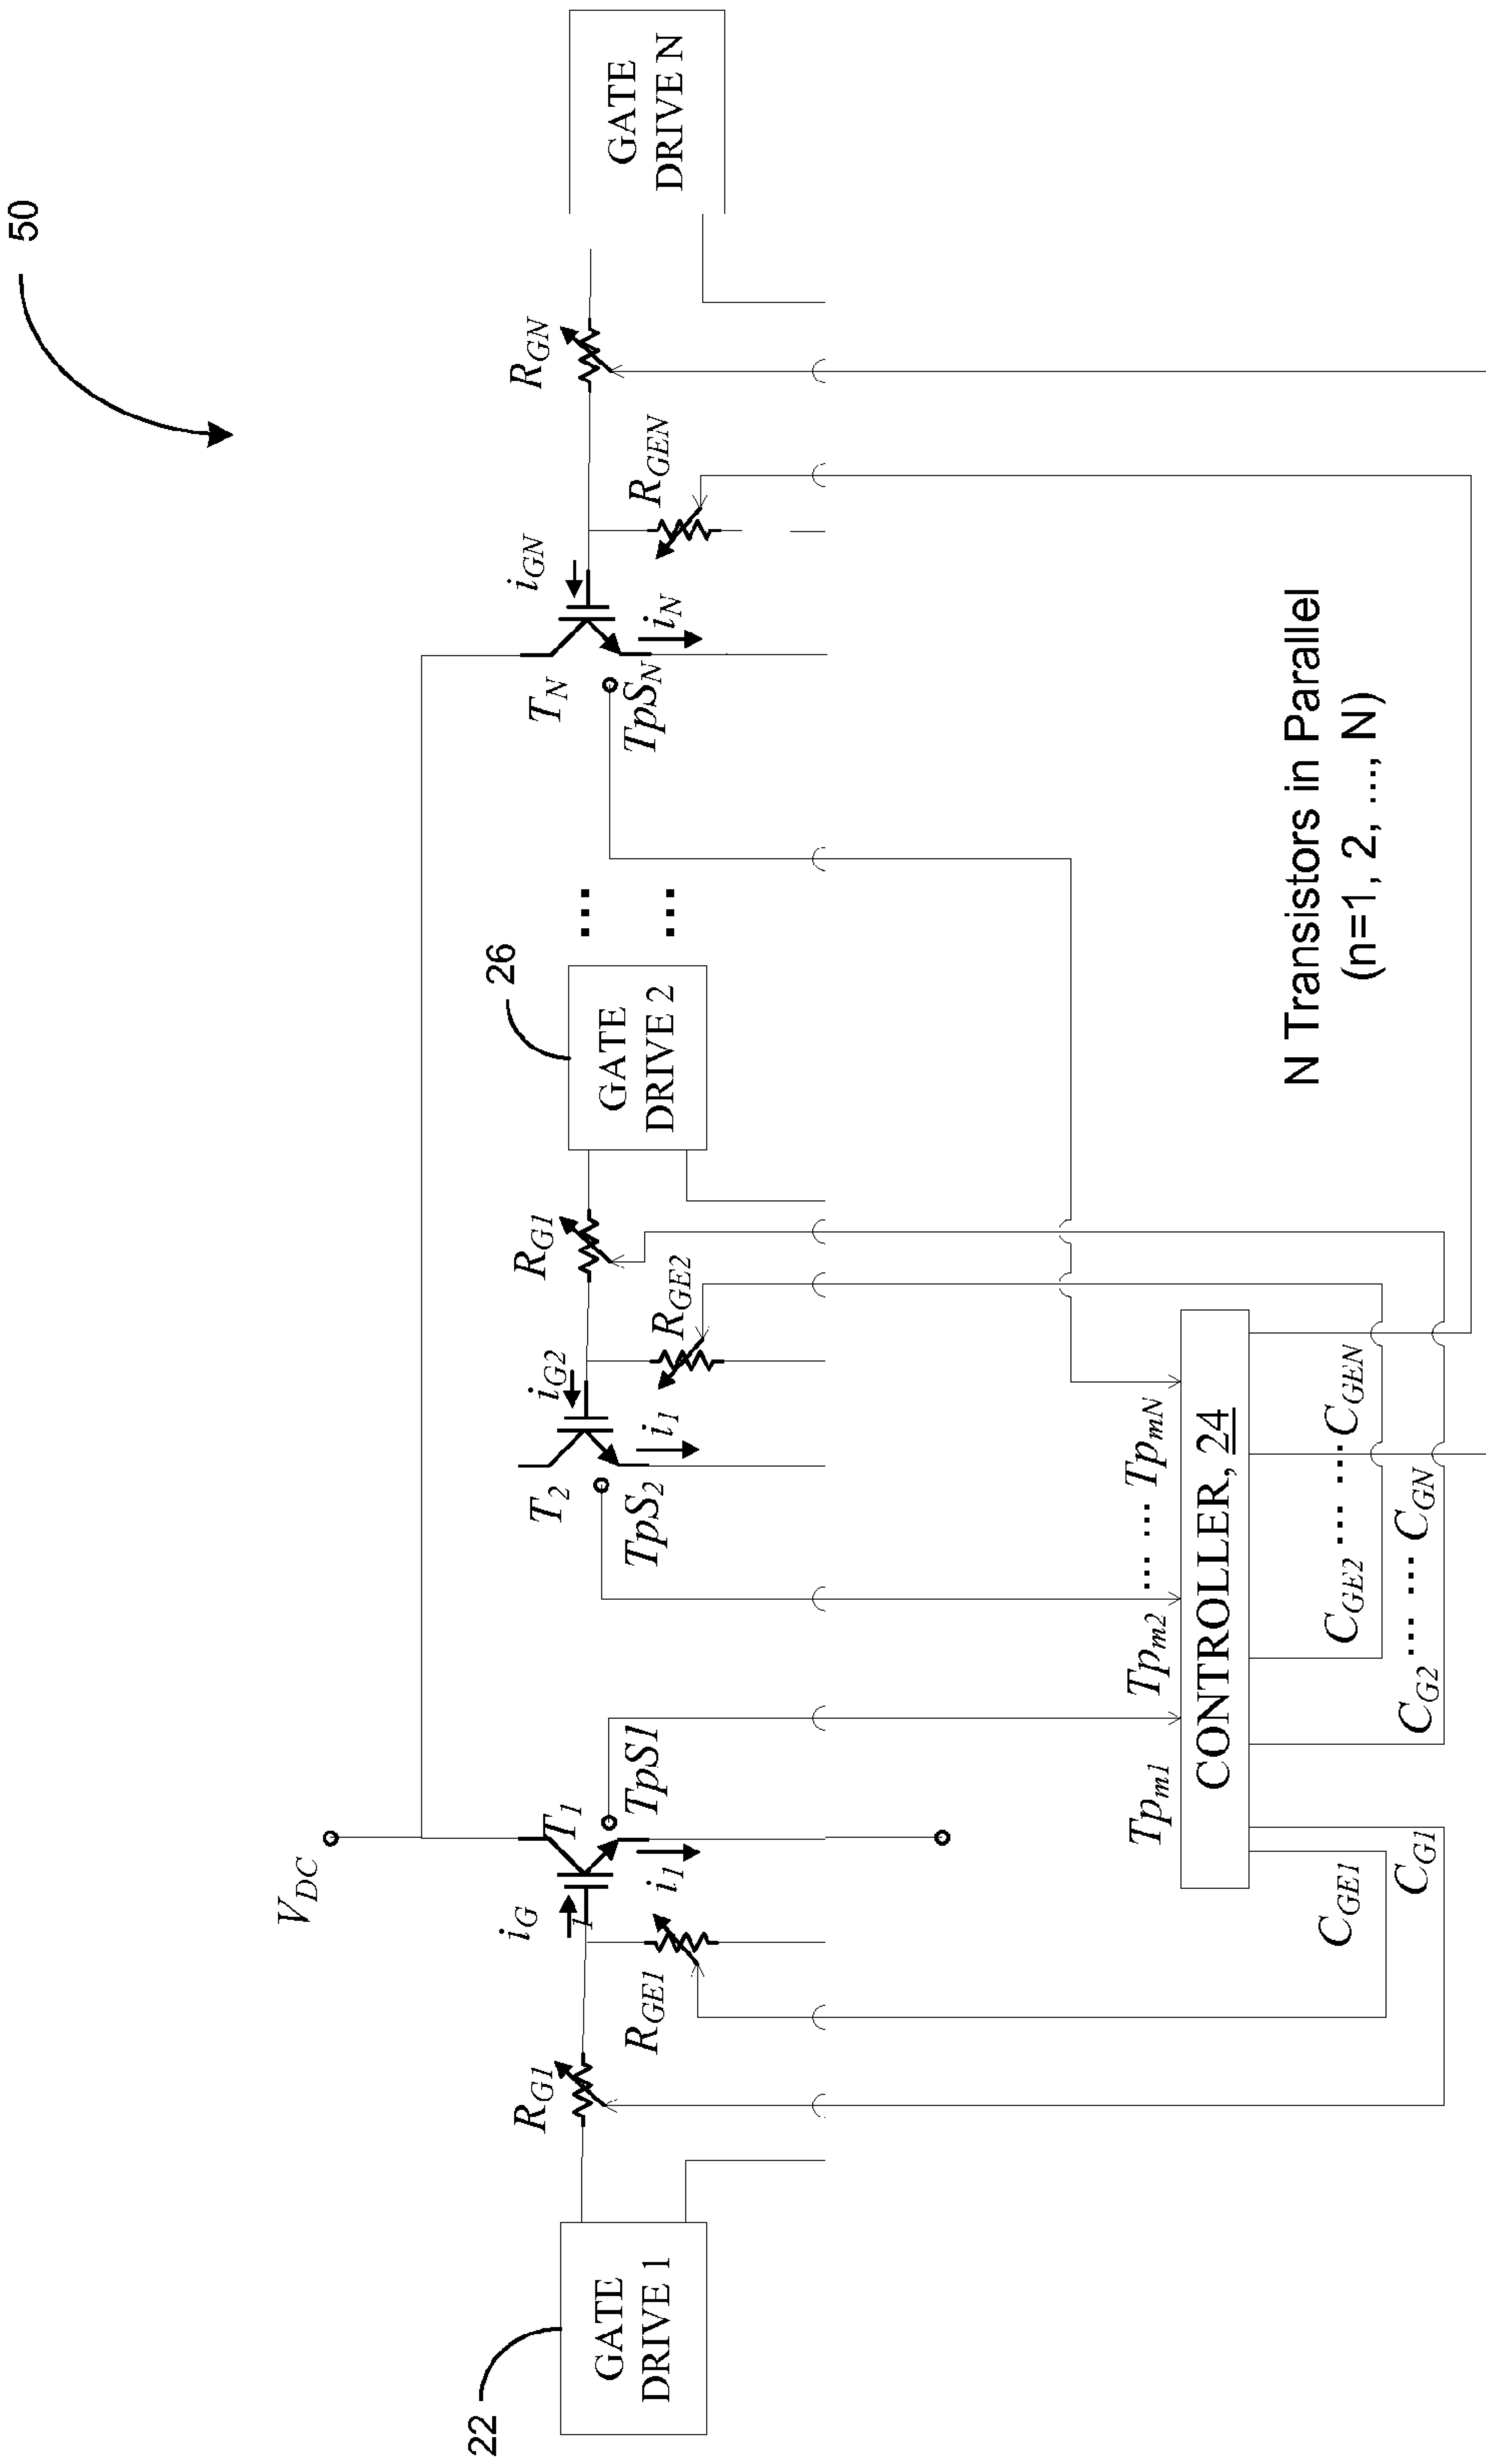 50
V_DC
22
GATE
DRIVE 1
R_G1
i_G
1
T_1
R_GE1
i_1
TpS1
T_2
i_G2
R_G1
TpS_2
i_1
R_GE2
26
GATE
DRIVE 2
... ...
T_N
i_GN
R_GN
TpS_N
i_N
R_GEN
GATE
DRIVE N
Tp_m1 Tp_m2 ... ... Tp_mN
CONTROLLER, 24
C_GE1 C_GE2 ... ... C_GEN
C_G1 C_G2 ... ... C_GN
N Transistors in Parallel
(n=1, 2, ..., N)